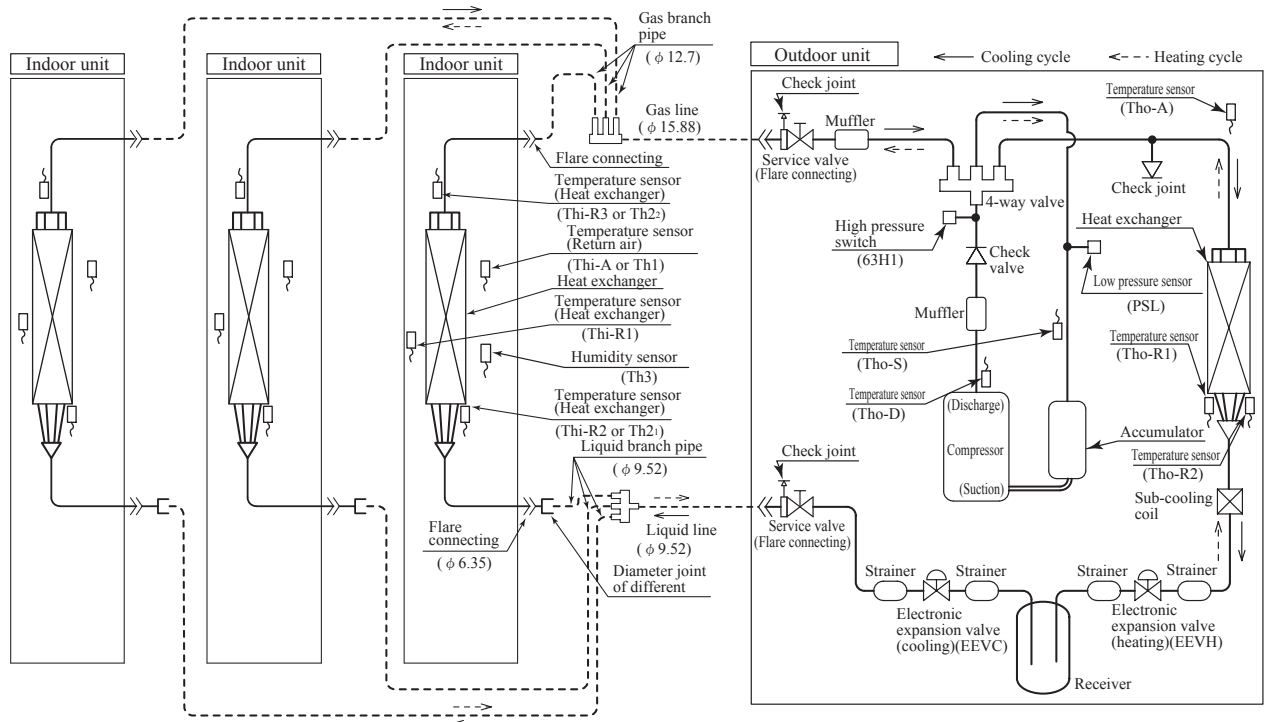 Indoor unit
Indoor unit
Indoor unit
Gas branch
pipe
( φ 12.7)
Gas line
( φ 15.88)
Flare connecting
Temperature sensor
(Heat exchanger)
(Thi-R3 or Th2₂)
Temperature sensor
(Return air)
(Thi-A or Th1)
Heat exchanger
Temperature sensor
(Heat exchanger)
(Thi-R1)
Humidity sensor
(Th3)
Temperature sensor
(Heat exchanger)
(Thi-R2 or Th2₁)
Liquid branch pipe
( φ 9.52)
Liquid line
( φ 9.52)
Flare
connecting
( φ 6.35)
Diameter joint
of different
Outdoor unit
Cooling cycle
Heating cycle
Check joint
Muffler
Service valve
(Flare connecting)
Temperature sensor
(Tho-A)
Check joint
4-way valve
High pressure
switch
(63H1)
Check
valve
Heat exchanger
Low pressure sensor
(PSL)
Muffler
Temperature sensor
(Tho-S)
Temperature sensor
(Tho-R1)
Temperature sensor
(Tho-D)
(Discharge)
Compressor
(Suction)
Accumulator
Temperature sensor
(Tho-R2)
Check joint
Sub-cooling
coil
Service valve
(Flare connecting)
Strainer
Strainer
Strainer
Strainer
Electronic
expansion valve
(cooling)(EEVC)
Electronic
expansion valve
(heating)(EEVH)
Receiver